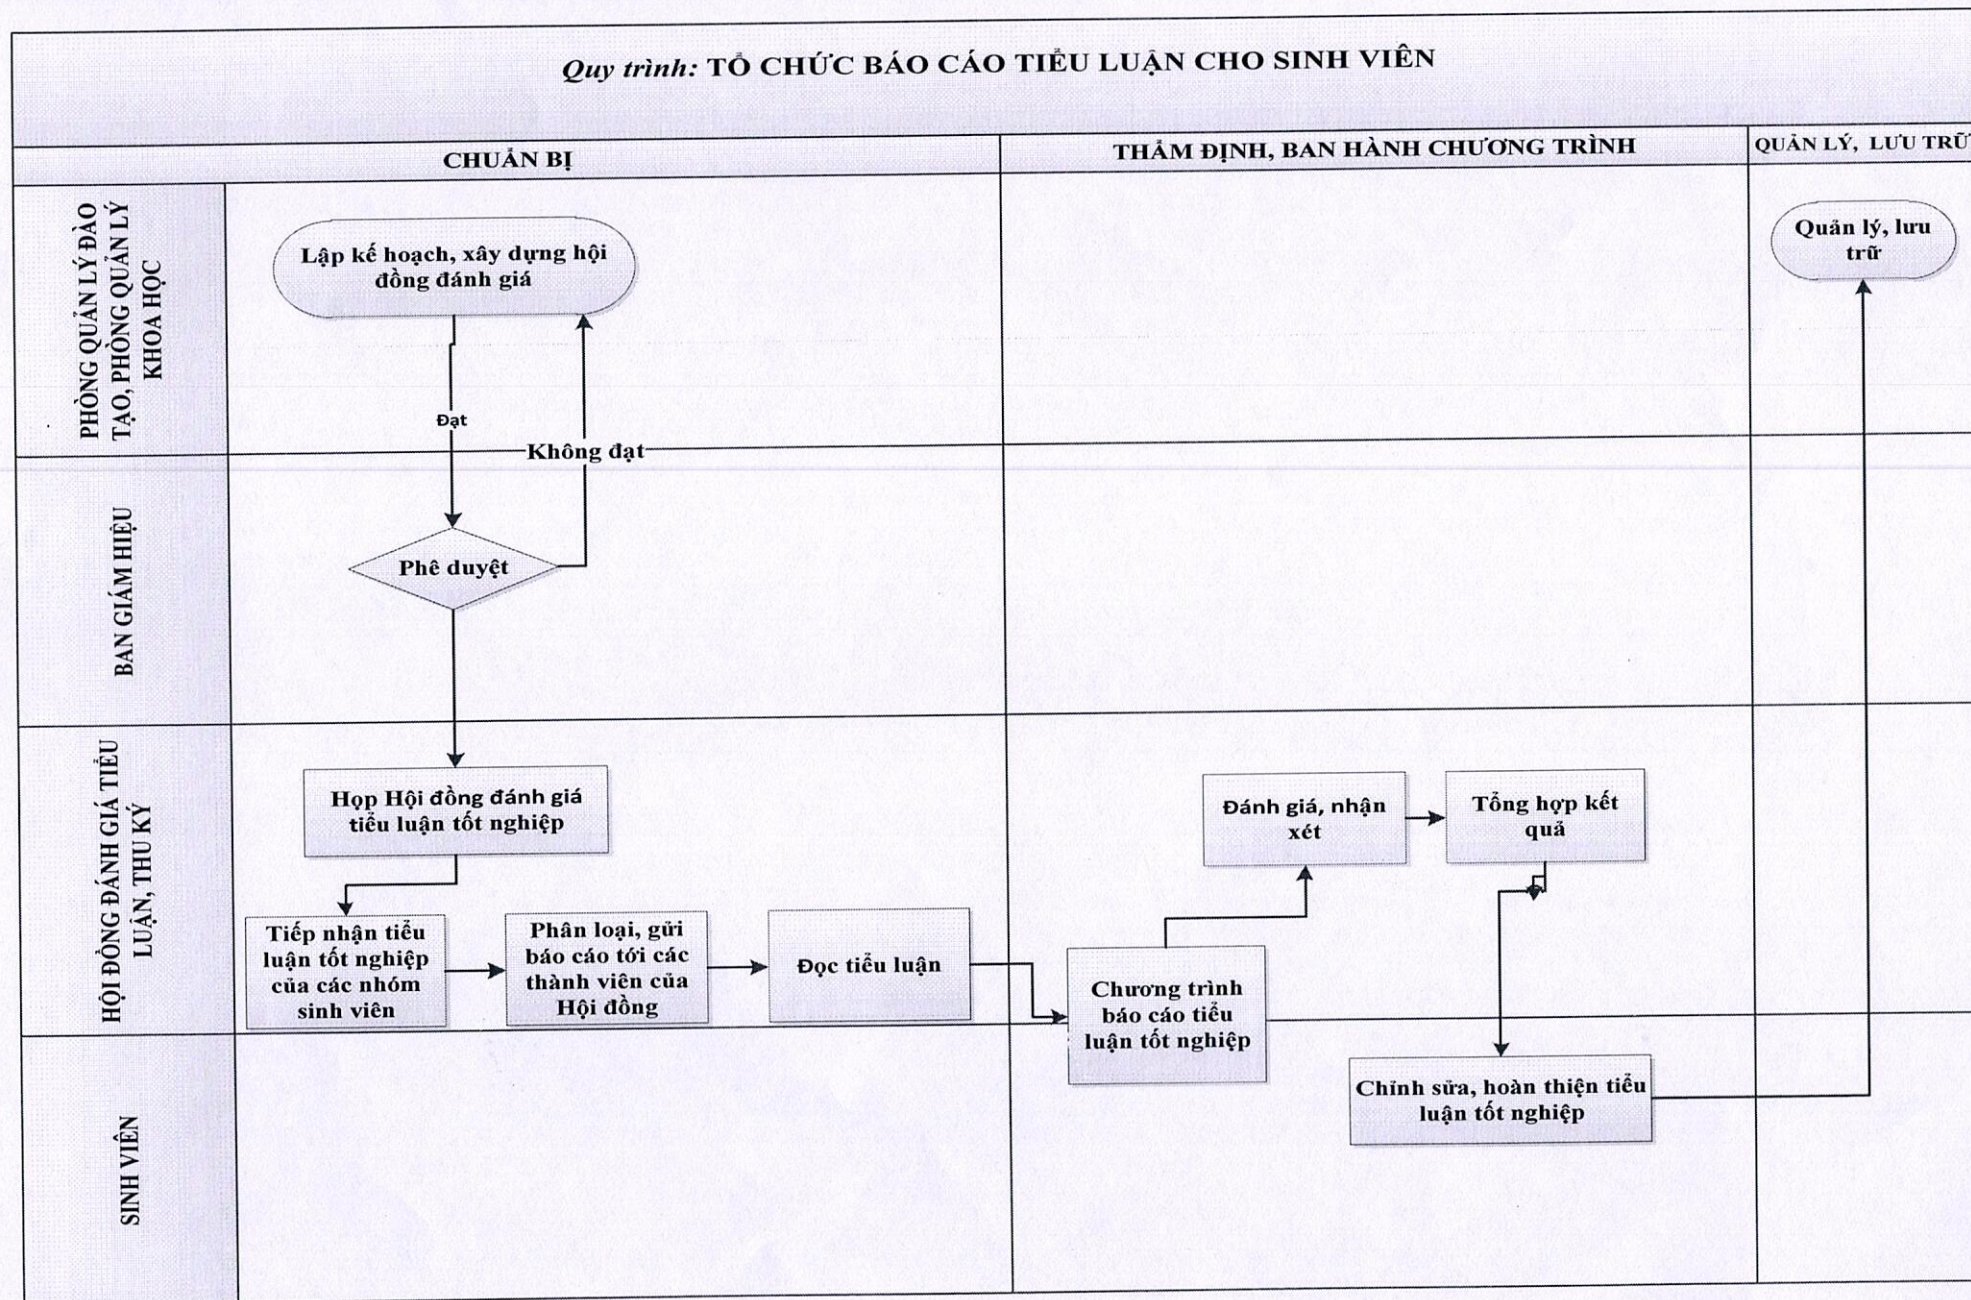 Quy trình: TỔ CHỨC BÁO CÁO TIỂU LUẬN CHO SINH VIÊN
CHUẨN BỊ
THẨM ĐỊNH, BAN HÀNH CHƯƠNG TRÌNH
QUẢN LÝ, LƯU TRỮ
PHÒNG QUẢN LÝ ĐÀO
TẠO, PHÒNG QUẢN LÝ
KHOA HỌC
Lập kế hoạch, xây dựng hội
đồng đánh giá
Quản lý, lưu
trữ
Đạt
Không đạt
BAN GIÁM HIỆU
Phê duyệt
HỘI ĐỒNG ĐÁNH GIÁ TIỂU
LUẬN, THƯ KÝ
Họp Hội đồng đánh giá
tiểu luận tốt nghiệp
Đánh giá, nhận
xét
Tổng hợp kết
quả
Tiếp nhận tiểu
luận tốt nghiệp
của các nhóm
sinh viên
Phân loại, gửi
báo cáo tới các
thành viên của
Hội đồng
Đọc tiểu luận
Chương trình
báo cáo tiểu
luận tốt nghiệp
SINH VIÊN
Chỉnh sửa, hoàn thiện tiểu
luận tốt nghiệp